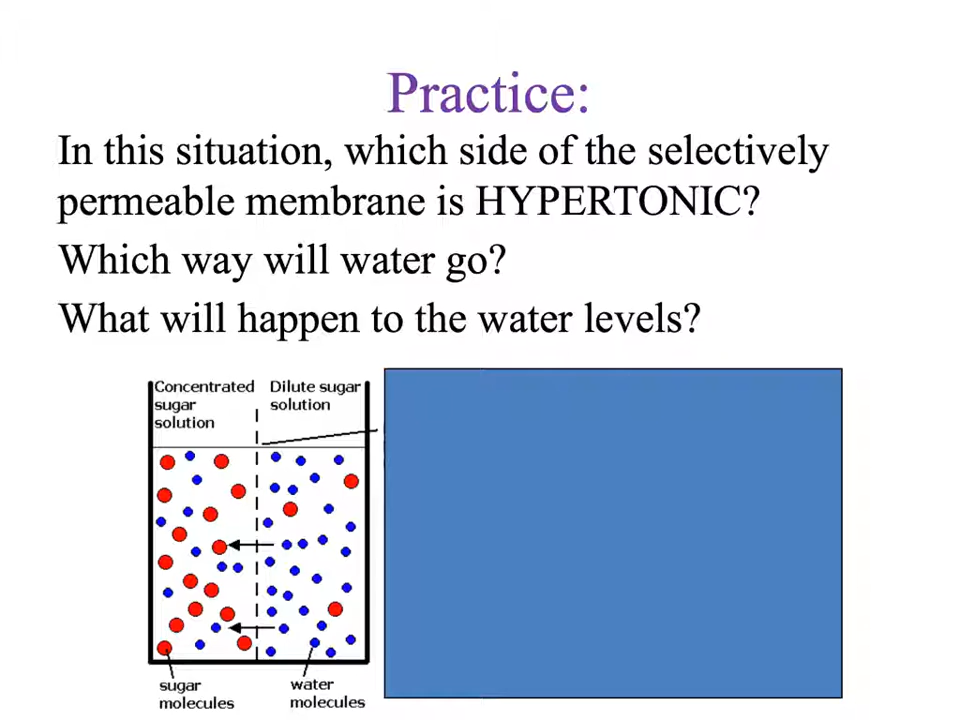 Practice:
In this situation, which side of the selectively
permeable membrane is HYPERTONIC?
Which way will water go?
What will happen to the water levels?
Concentrated
sugar
solution
Dilute sugar
solution
sugar
molecules
water
molecules